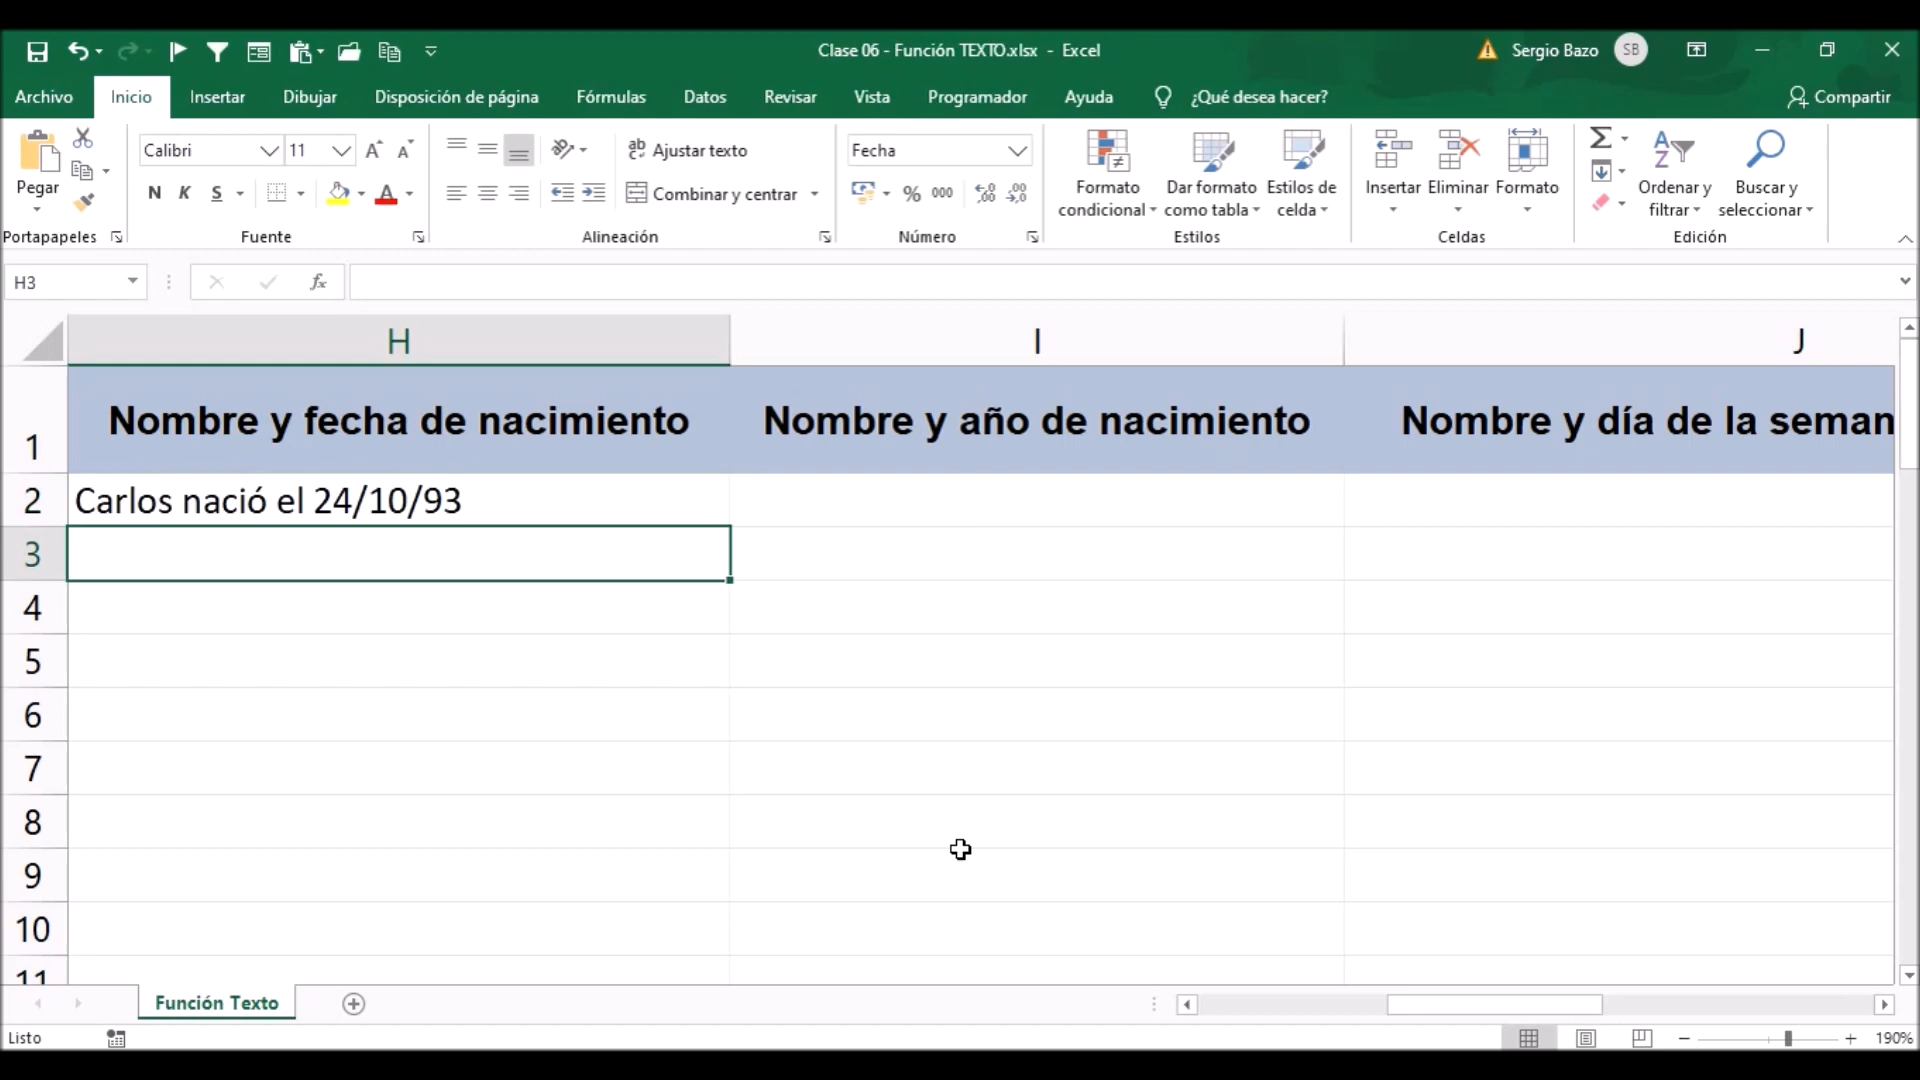 Clase 06 - Función TEXTO.xlsx - Excel
Sergio Bazo SB
Archivo Inicio Insertar Dibujar Disposición de página Fórmulas Datos Revisar Vista Programador Ayuda ¿Qué desea hacer? Compartir
Pegar
Portapapeles
Calibri 11
N K S
Fuente
Ajustar texto
Combinar y centrar
Alineación
Fecha
% 000
Número
Formato condicional
Dar formato como tabla
Estilos de celda
Estilos
Insertar Eliminar Formato
Celdas
Ordenar y filtrar
Buscar y seleccionar
Edición
H3 fx
H I J
1 Nombre y fecha de nacimiento Nombre y año de nacimiento Nombre y día de la seman
2 Carlos nació el 24/10/93
3
4
5
6
7
8
9
10
11
Función Texto
Listo 190%